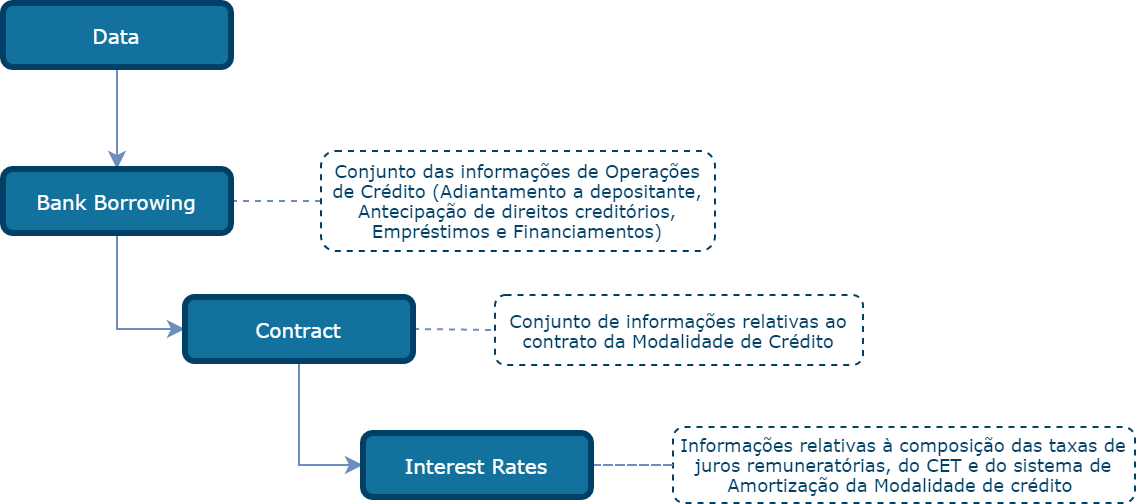 Data
Bank Borrowing
Conjunto das informações de Operações
de Crédito (Adiantamento a depositante,
Antecipação de direitos creditórios,
Empréstimos e Financiamentos)
Contract
Conjunto de informações relativas ao
contrato da Modalidade de Crédito
Interest Rates
Informações relativas à composição das taxas de
juros remuneratórias, do CET e do sistema de
Amortização da Modalidade de crédito